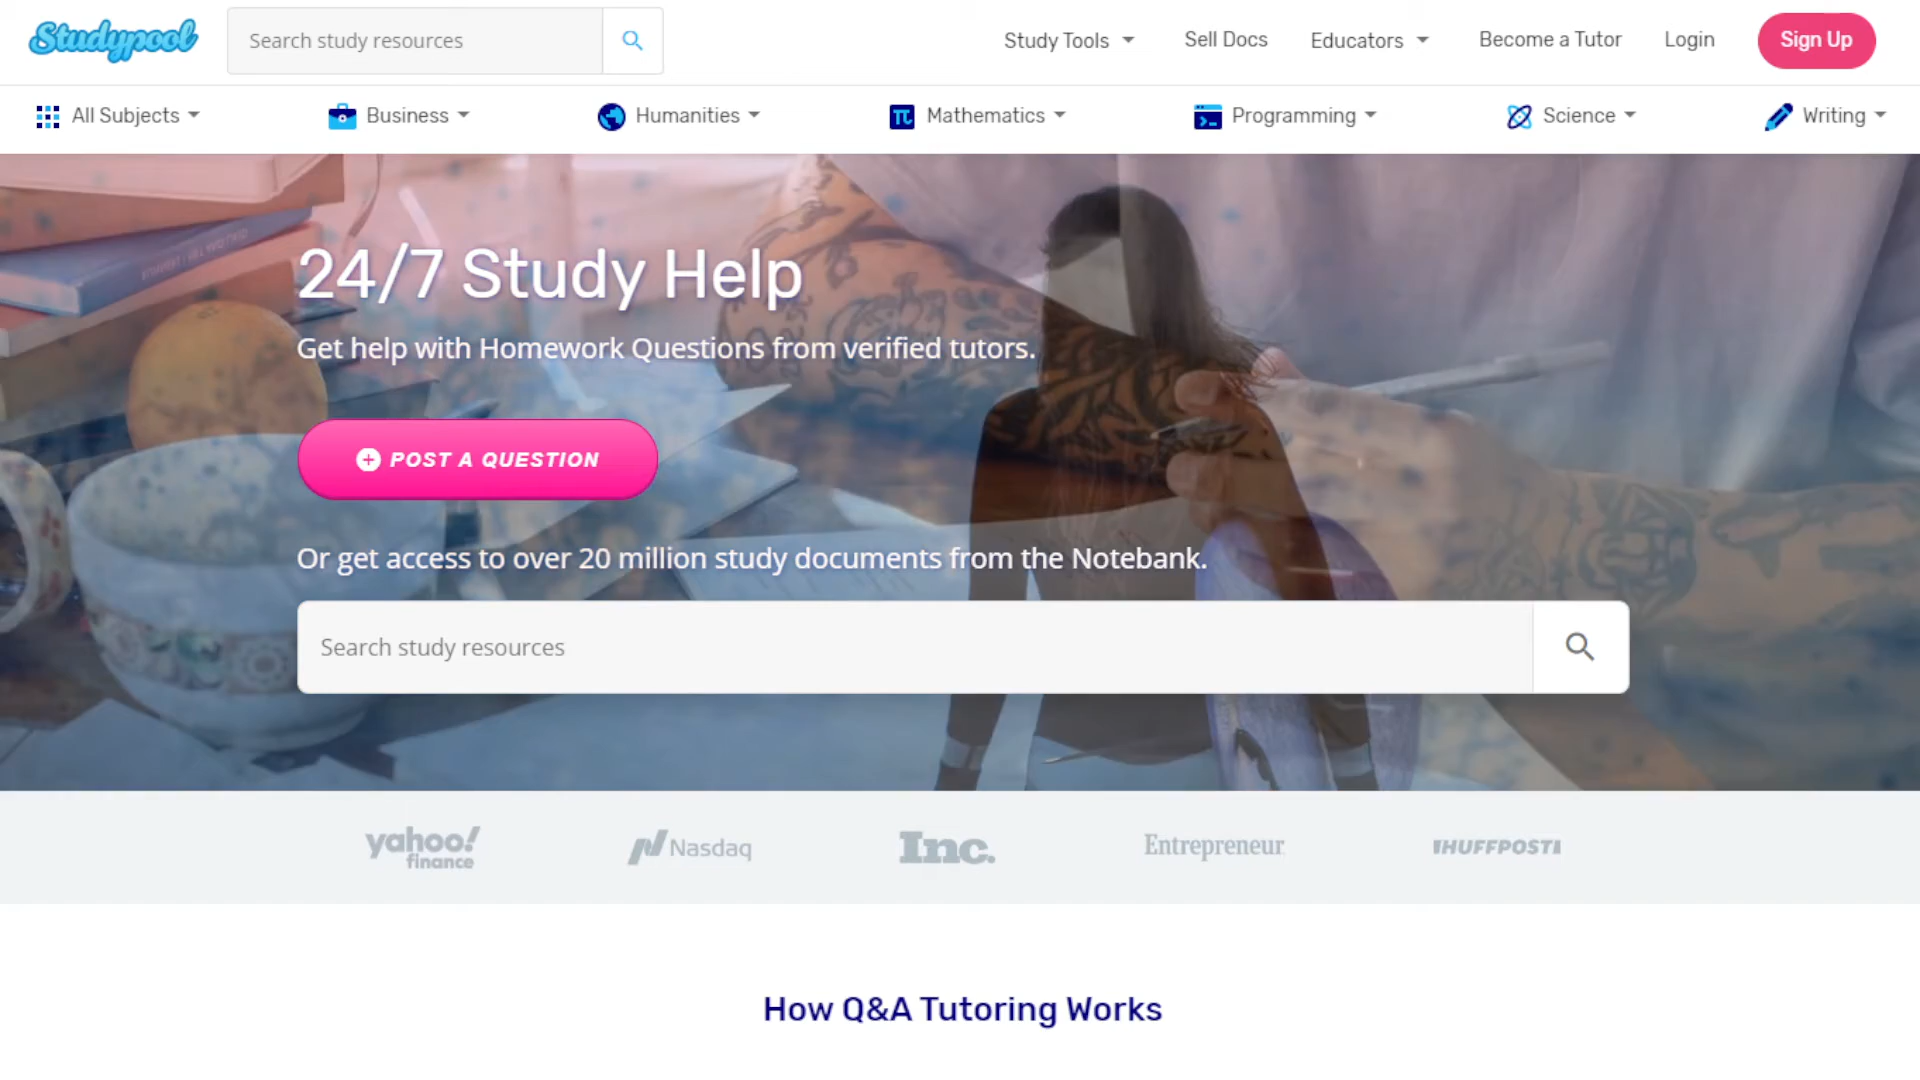 Studypool
Search study resources
Study Tools
Sell Docs
Educators
Become a Tutor
Login
Sign Up
All Subjects
Business
Humanities
Mathematics
Programming
Science
Writing
24/7 Study Help
Get help with Homework Questions from verified tutors.
POST A QUESTION
Or get access to over 20 million study documents from the Notebank.
Search study resources
yahoo!
finance
Nasdaq
Inc.
Entrepreneur
HUFFPOST
How Q&A Tutoring Works